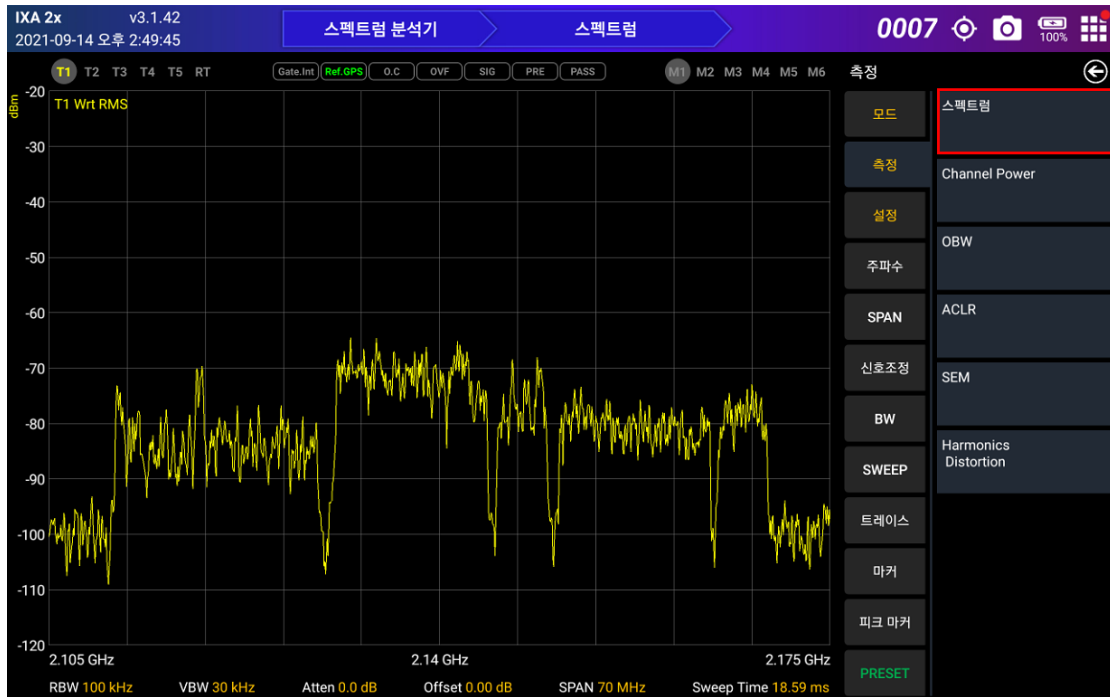 IXA 2x v3.1.42
2021-09-14 오후 2:49:45
스펙트럼 분석기
스펙트럼
0007
100%
T1 T2 T3 T4 T5 RT
Gate.Int Ref.GPS O.C OVF SIG PRE PASS
M1 M2 M3 M4 M5 M6
측정
dBm
T1 Wrt RMS
-20
-30
-40
-50
-60
-70
-80
-90
-100
-110
-120
2.105 GHz 2.14 GHz 2.175 GHz
RBW 100 kHz VBW 30 kHz Atten 0.0 dB Offset 0.00 dB SPAN 70 MHz Sweep Time 18.59 ms
모드
측정
설정
주파수
SPAN
신호조정
BW
SWEEP
트레이스
마커
피크 마커
PRESET
스펙트럼
Channel Power
OBW
ACLR
SEM
Harmonics
Distortion